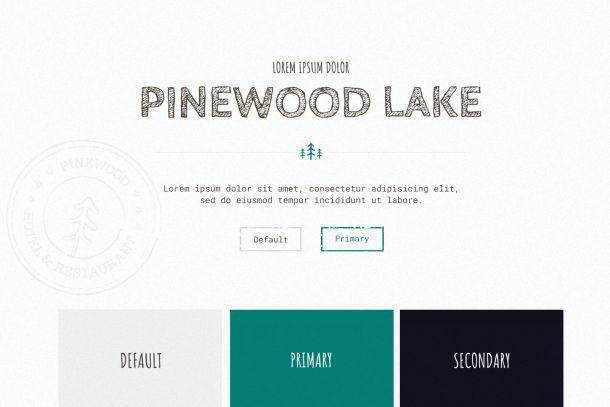 LOREM IPSUM DOLOR
PINEWOOD LAKE
PINEWOOD
HOTEL & RESTAURANT
Lorem ipsum dolor sit amet, consectetur adipisicing elit,
sed do eiusmod tempor incididunt ut labore.
Default
Primary
DEFAULT
PRIMARY
SECONDARY